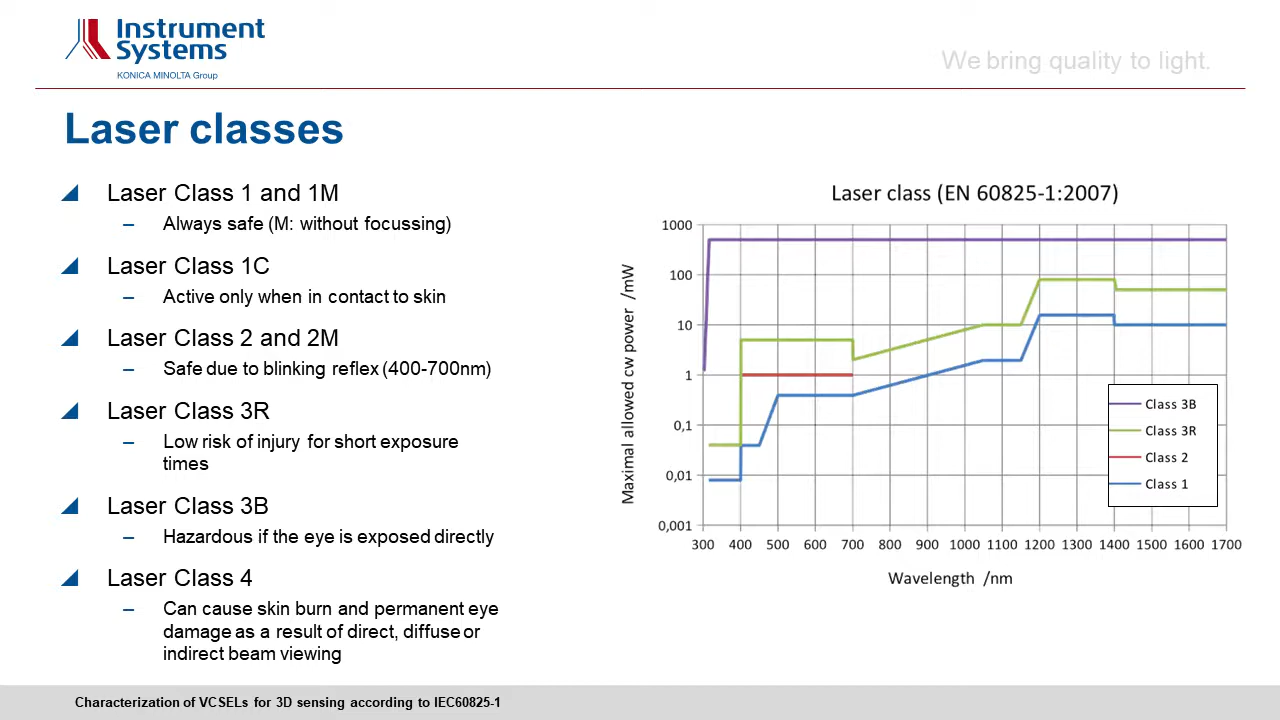 Instrument
Systems
KONICA MINOLTA Group
We bring quality to light.
Laser classes
Laser Class 1 and 1M
– Always safe (M: without focussing)
Laser Class 1C
– Active only when in contact to skin
Laser Class 2 and 2M
– Safe due to blinking reflex (400-700nm)
Laser Class 3R
– Low risk of injury for short exposure
times
Laser Class 3B
– Hazardous if the eye is exposed directly
Laser Class 4
– Can cause skin burn and permanent eye
damage as a result of direct, diffuse or
indirect beam viewing
Laser class (EN 60825-1:2007)
Maximal allowed cw power /mW
1000
100
10
1
0,1
0,01
0,001
300 400 500 600 700 800 900 1000 1100 1200 1300 1400 1500 1600 1700
Wavelength /nm
Class 3B
Class 3R
Class 2
Class 1
Characterization of VCSELs for 3D sensing according to IEC60825-1